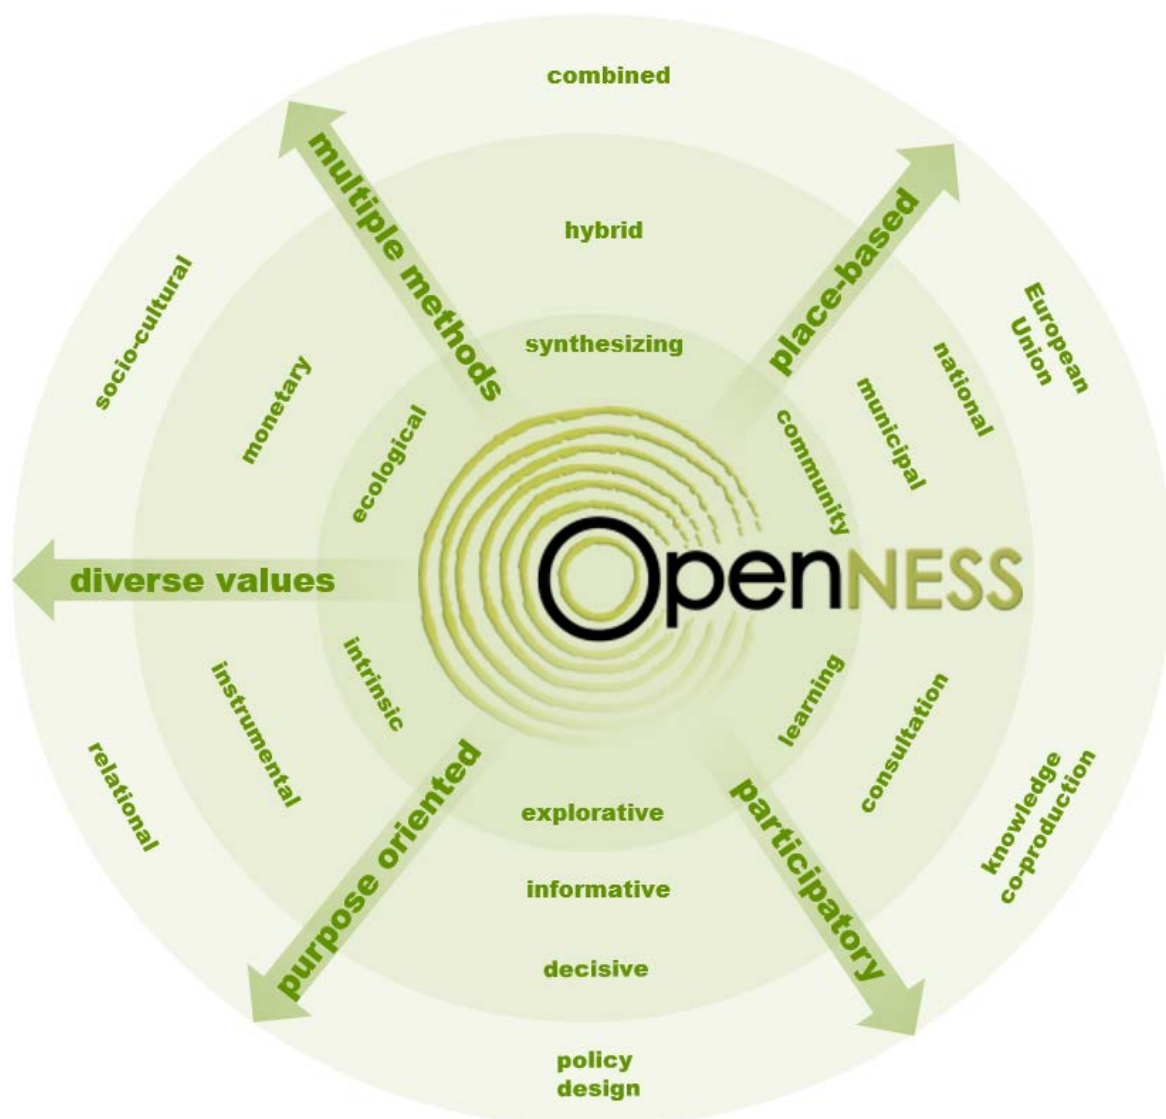 combined
multiple methods
place-based
hybrid
socio-cultural
European
Union
synthesizing
national
monetary
municipal
ecological
community
OpenNESS
diverse values
intrinsic
learning
instrumental
consultation
relational
knowledge
co-production
purpose oriented
explorative
participatory
informative
decisive
policy
design